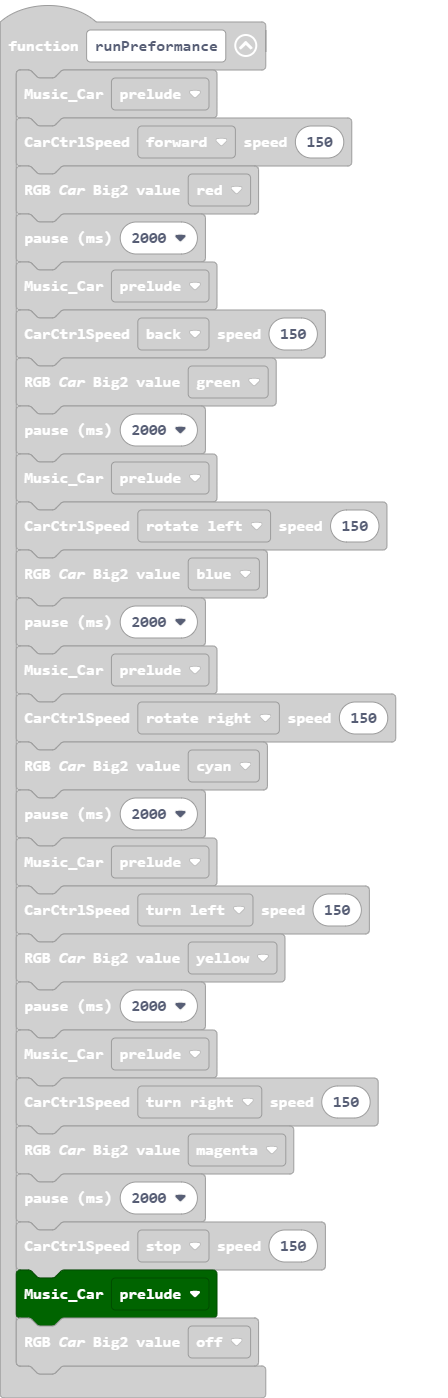 function runPreformance
Music_Car prelude
CarCtrlSpeed forward speed 150
RGB Car Big2 value red
pause (ms) 2000
Music_Car prelude
CarCtrlSpeed back speed 150
RGB Car Big2 value green
pause (ms) 2000
Music_Car prelude
CarCtrlSpeed rotate left speed 150
RGB Car Big2 value blue
pause (ms) 2000
Music_Car prelude
CarCtrlSpeed rotate right speed 150
RGB Car Big2 value cyan
pause (ms) 2000
Music_Car prelude
CarCtrlSpeed turn left speed 150
RGB Car Big2 value yellow
pause (ms) 2000
Music_Car prelude
CarCtrlSpeed turn right speed 150
RGB Car Big2 value magenta
pause (ms) 2000
CarCtrlSpeed stop speed 150
Music_Car prelude
RGB Car Big2 value off